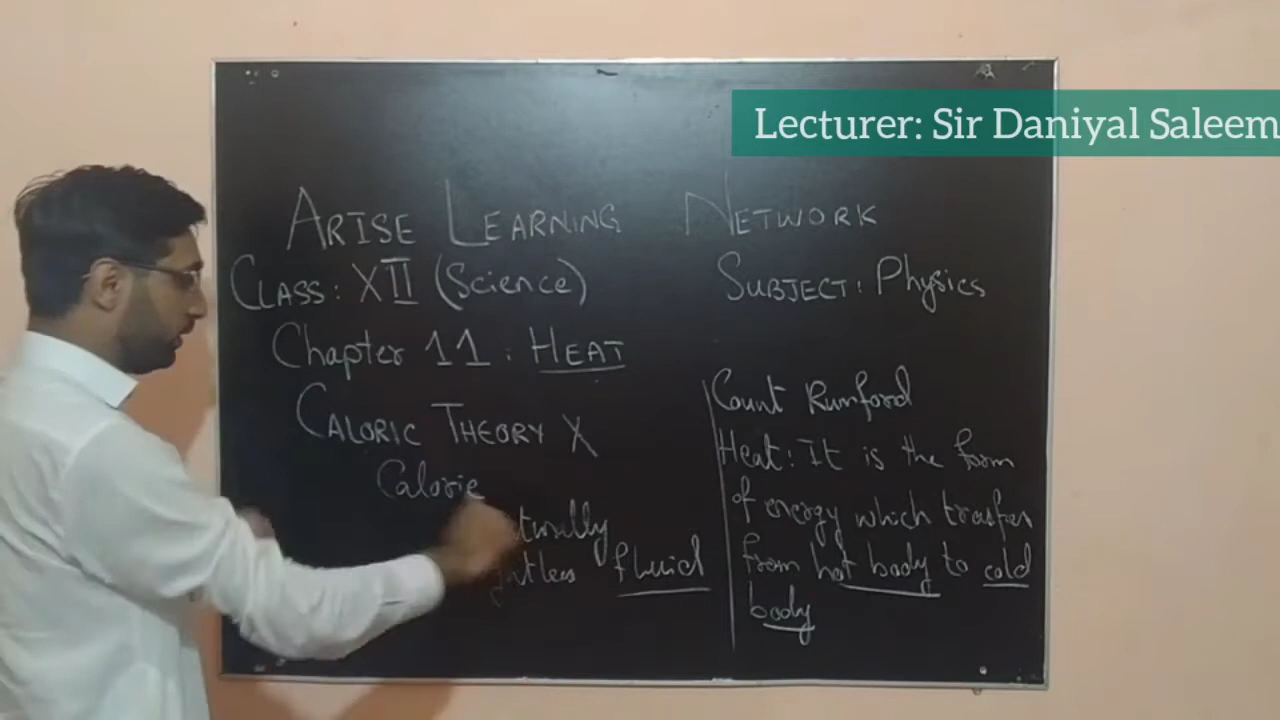 Lecturer: Sir Daniyal Saleem
ARISE LEARNING NETWORK
CLASS: XII (Science)
SUBJECT: Physics
Chapter 11: HEAT
CALORIC THEORY X
Calorie
fluid
Count Rumford
Heat: It is the form
of energy which transfer
from hot body to cold
body